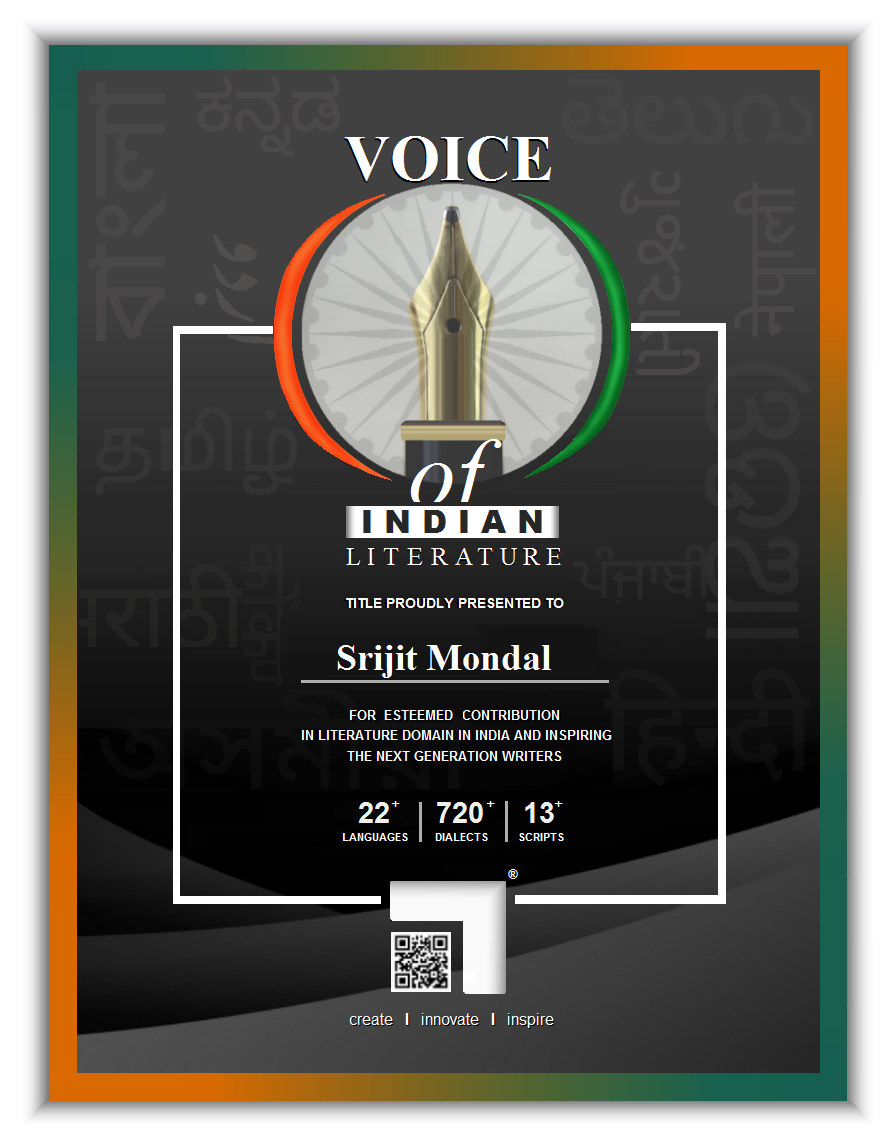 বাংলা
ಕನ್ನಡ
తెలుగు
VOICE
नेपाली
தமிழ்
of
INDIAN
LITERATURE
मराठी
ਪੰਜਾਬੀ
TITLE PROUDLY PRESENTED TO
Srijit Mondal
অসমীয়া
हिन्दी
FOR ESTEEMED CONTRIBUTION
IN LITERATURE DOMAIN IN INDIA AND INSPIRING
THE NEXT GENERATION WRITERS
22+ 720+ 13+
LANGUAGES DIALECTS SCRIPTS
®
create I innovate I inspire